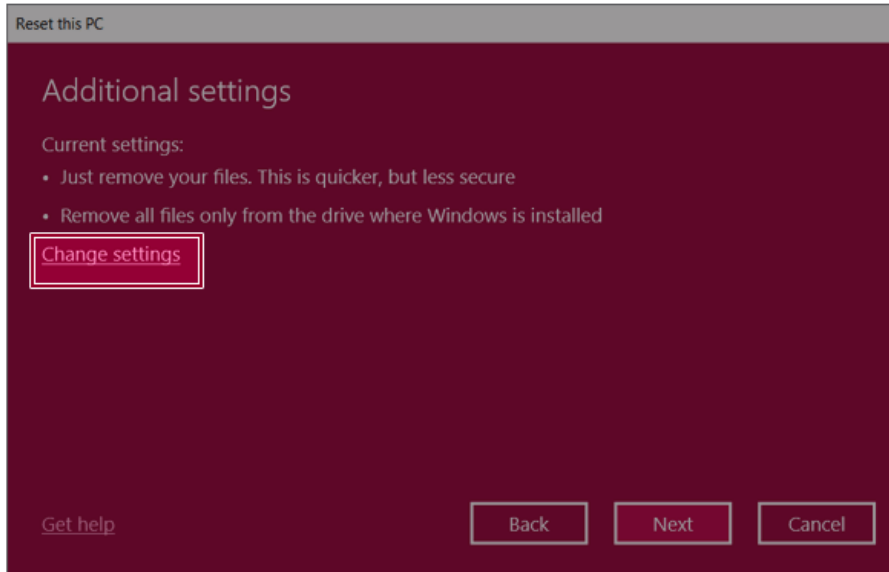 Reset this PC
Additional settings
Current settings:
• Just remove your files. This is quicker, but less secure
• Remove all files only from the drive where Windows is installed
Change settings
Get help
Back
Next
Cancel